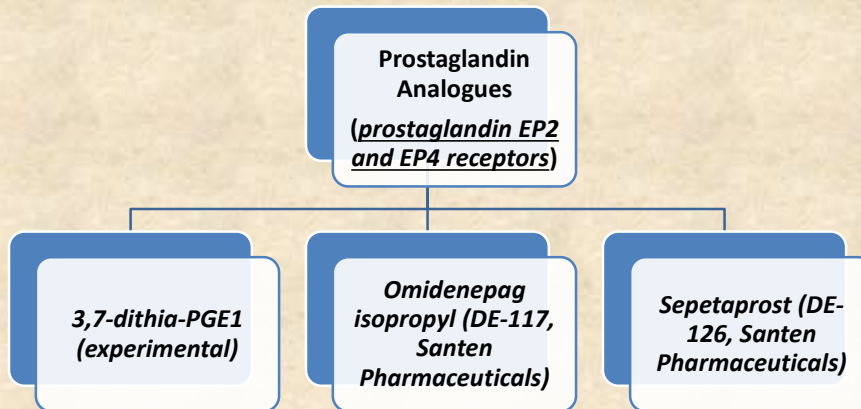 Prostaglandin
Analogues
(prostaglandin EP2
and EP4 receptors)
3,7-dithia-PGE1
(experimental)
Omidenepag
isopropyl (DE-117,
Santen
Pharmaceuticals)
Sepetaprost (DE-
126, Santen
Pharmaceuticals)